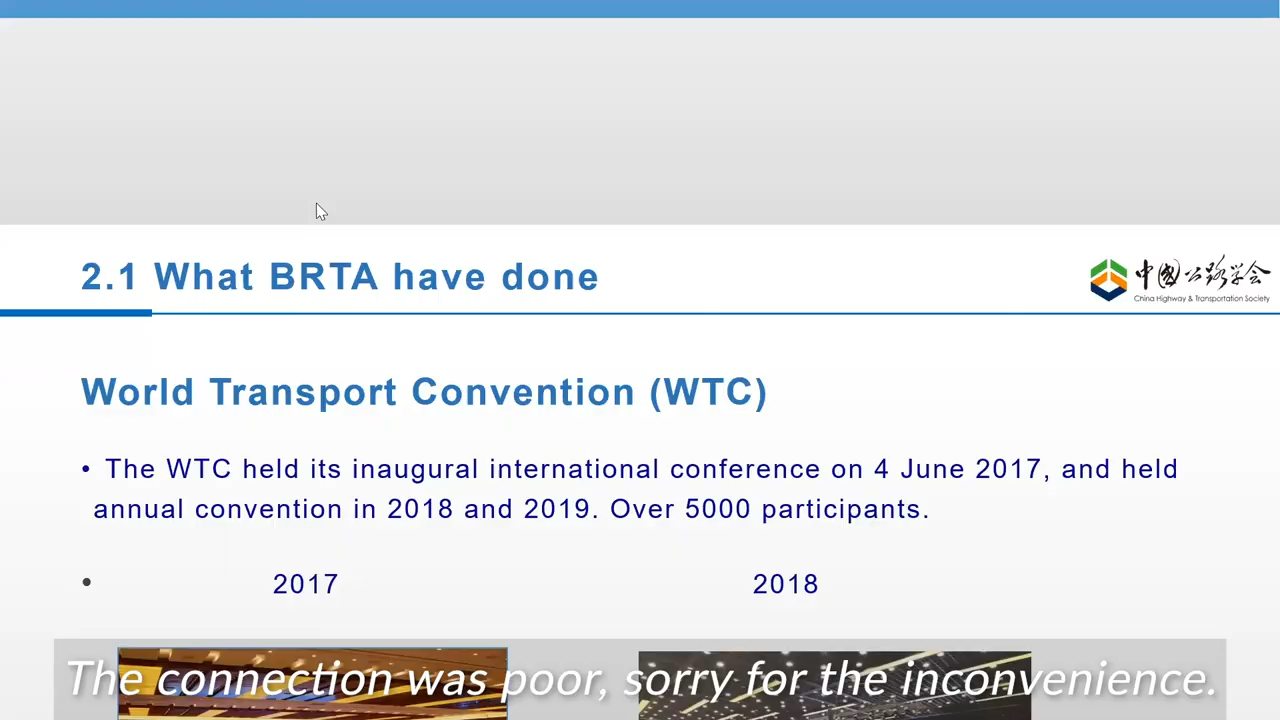 2.1 What BRTA have done
中國公路学会
China Highway & Transportation Society
World Transport Convention (WTC)
• The WTC held its inaugural international conference on 4 June 2017, and held
annual convention in 2018 and 2019. Over 5000 participants.
• 2017 2018
The connection was poor, sorry for the inconvenience.